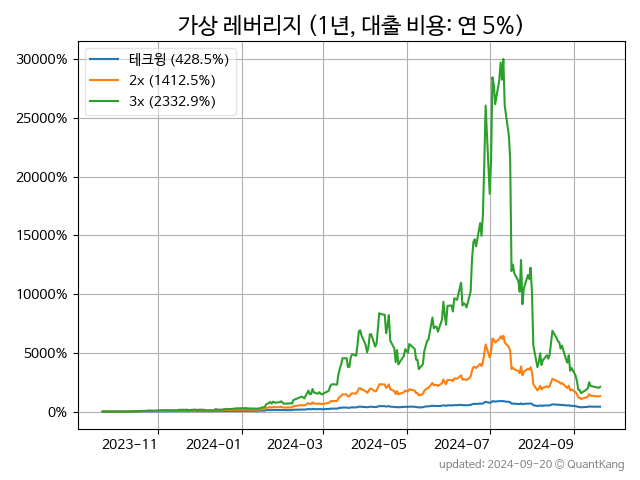 가상 레버리지 (1년, 대출 비용: 연 5%)
30000%
25000%
20000%
15000%
10000%
5000%
0%
테크윙 (428.5%)
2x (1412.5%)
3x (2332.9%)
2023-11
2024-01
2024-03
2024-05
2024-07
2024-09
updated: 2024-09-20 @ QuantKang